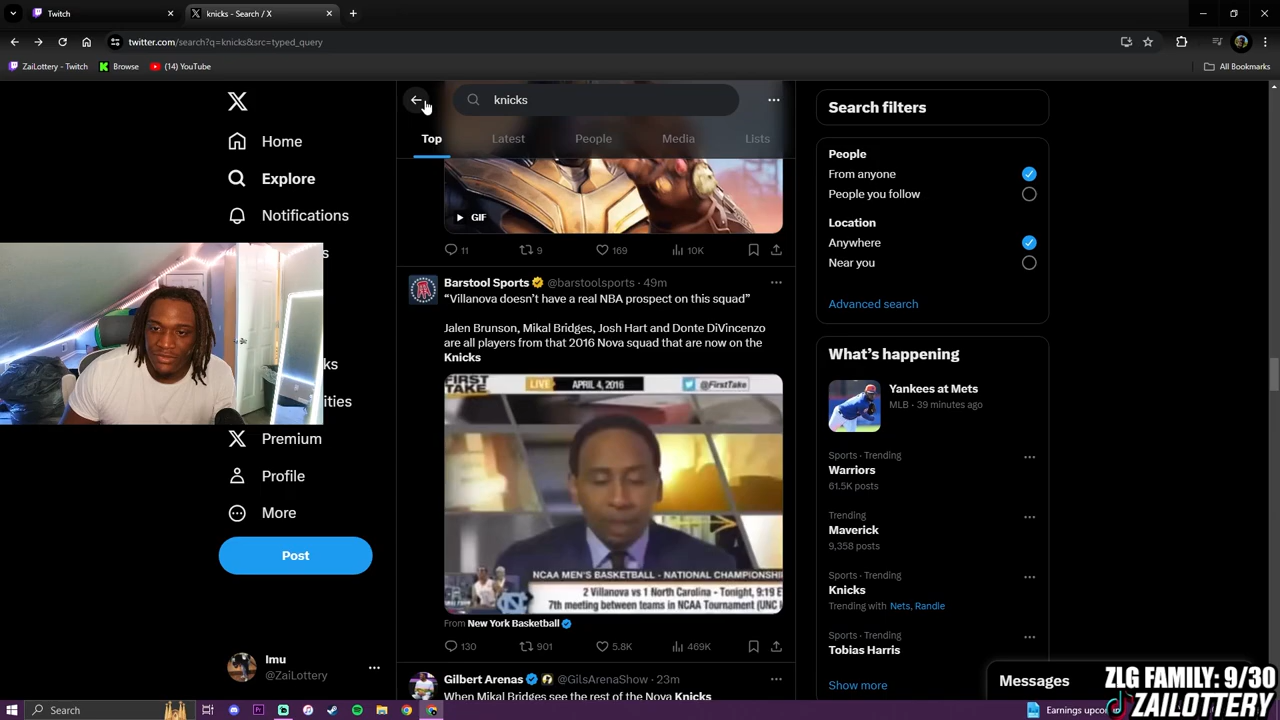 Twitch
knicks - Search / X
twitter.com/search?q=knicks&src=typed_query
ZaiLottery - Twitch
Browse
(14) YouTube
All Bookmarks
knicks
Top
Latest
People
Media
Lists
Home
Explore
Notifications
Premium
Profile
More
Post
Imu
@ZaiLottery
GIF
11
9
169
10K
Barstool Sports @barstoolsports · 49m
“Villanova doesn’t have a real NBA prospect on this squad”
Jalen Brunson, Mikal Bridges, Josh Hart and Donte DiVincenzo
are all players from that 2016 Nova squad that are now on the
Knicks
FIRST
TAKE
LIVE
APRIL 4, 2016
@FirstTake
NCAA MEN'S BASKETBALL - NATIONAL CHAMPIONSHI
2 Villanova vs 1 North Carolina - Tonight, 9:19 E
7th meeting between teams in NCAA Tournament (UNC l
From New York Basketball
130
901
5.8K
469K
Gilbert Arenas @GilsArenaShow · 23m
When Mikal Bridges see the rest of the Nova Knicks
Search filters
People
From anyone
People you follow
Location
Anywhere
Near you
Advanced search
What’s happening
Yankees at Mets
MLB · 39 minutes ago
Sports · Trending
Warriors
61.5K posts
Trending
Maverick
9,358 posts
Sports · Trending
Knicks
Trending with Nets, Randle
Sports · Trending
Tobias Harris
Show more
Messages
ZLG FAMILY: 9/30
ZAILOTTERY
Search
Earnings upco